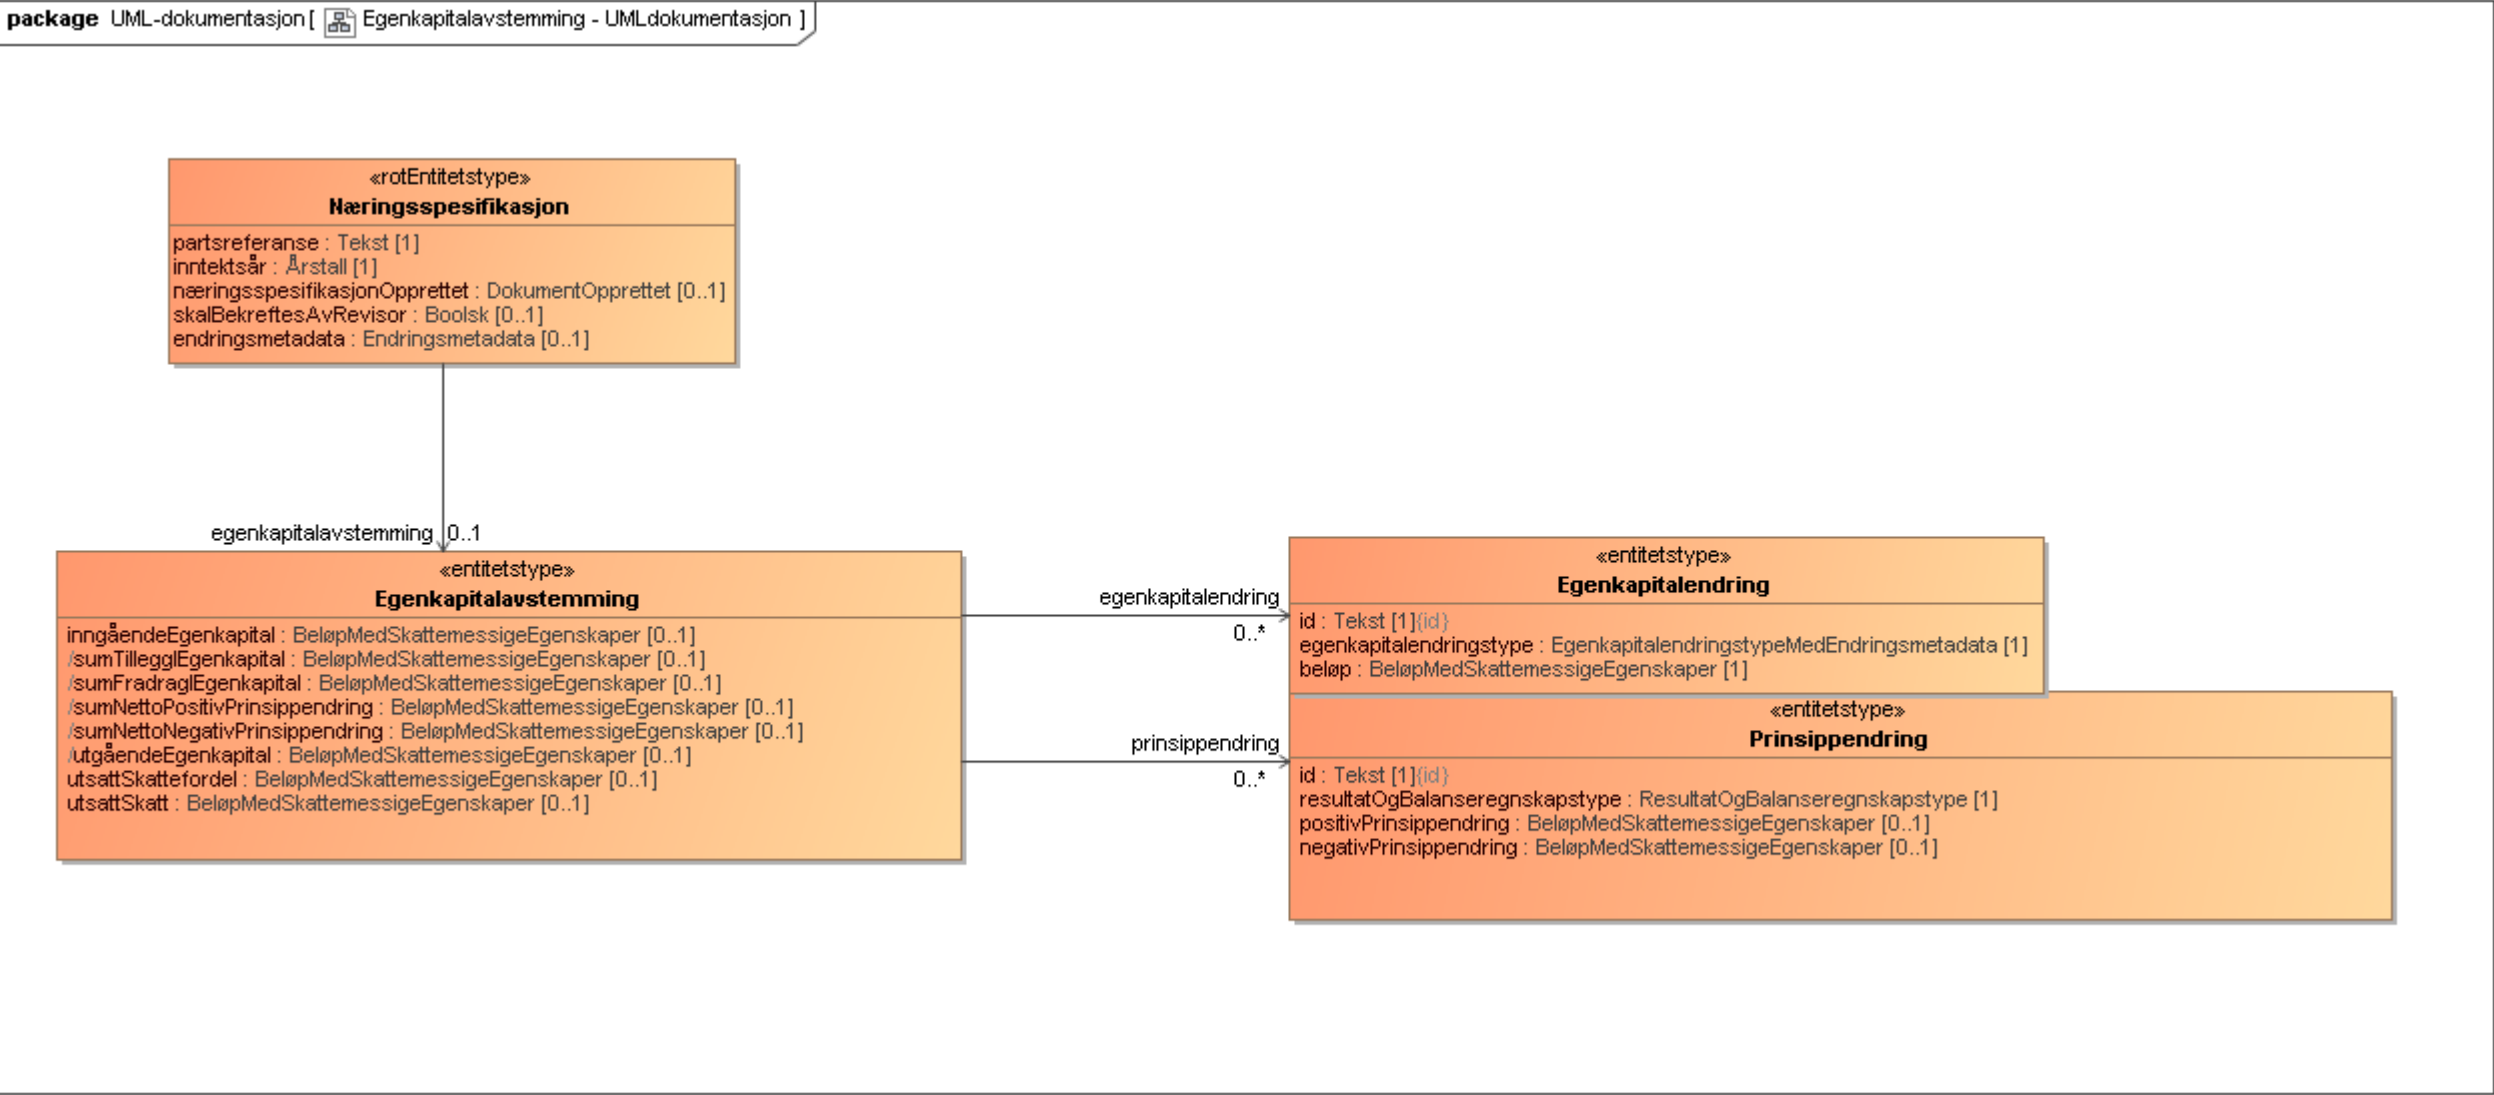 package UML-dokumentasjon [ Egenkapitalavstemming - UMLdokumentasjon ]
«rotEntitetstype»
Næringsspesifikasjon
partsreferanse : Tekst [1]
inntektsår : Årstall [1]
næringsspesifikasjonOpprettet : DokumentOpprettet [0..1]
skalBekreftesAvRevisor : Boolsk [0..1]
endringsmetadata : Endringsmetadata [0..1]
egenkapitalavstemming 0..1
«entitetstype»
Egenkapitalavstemming
inngåendeEgenkapital : BeløpMedSkattemessigeEgenskaper [0..1]
/sumTilleggIEgenkapital : BeløpMedSkattemessigeEgenskaper [0..1]
/sumFradragIEgenkapital : BeløpMedSkattemessigeEgenskaper [0..1]
/sumNettoPositivPrinsippendring : BeløpMedSkattemessigeEgenskaper [0..1]
/sumNettoNegativPrinsippendring : BeløpMedSkattemessigeEgenskaper [0..1]
/utgåendeEgenkapital : BeløpMedSkattemessigeEgenskaper [0..1]
utsattSkattefordel : BeløpMedSkattemessigeEgenskaper [0..1]
utsattSkatt : BeløpMedSkattemessigeEgenskaper [0..1]
egenkapitalendring
0..*
prinsippendring
0..*
«entitetstype»
Egenkapitalendring
id : Tekst [1]{id}
egenkapitalendringstype : EgenkapitalendringstypeMedEndringsmetadata [1]
beløp : BeløpMedSkattemessigeEgenskaper [1]
«entitetstype»
Prinsippendring
id : Tekst [1]{id}
resultatOgBalanseregnskapstype : ResultatOgBalanseregnskapstype [1]
positivPrinsippendring : BeløpMedSkattemessigeEgenskaper [0..1]
negativPrinsippendring : BeløpMedSkattemessigeEgenskaper [0..1]